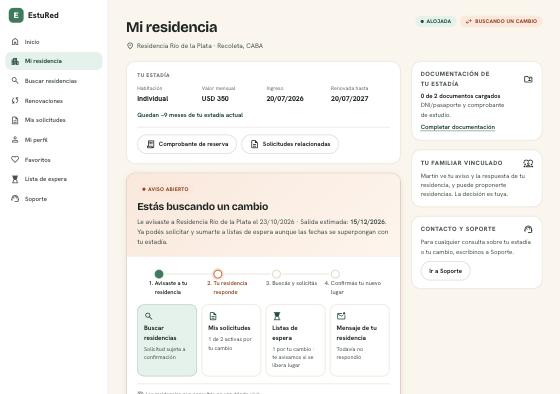 E EstuRed
Inicio
Mi residencia
Buscar residencias
Renovaciones
Mis solicitudes
Mi perfil
Favoritos
Lista de espera
Soporte
Mi residencia
Residencia Río de la Plata · Recoleta, CABA
ALOJADA
BUSCANDO UN CAMBIO
TU ESTADÍA
Habitación
Individual
Valor mensual
USD 350
Ingreso
20/07/2026
Renovada hasta
20/07/2027
Quedan ~9 meses de tu estadía actual
Comprobante de reserva
Solicitudes relacionadas
AVISO ABIERTO
Estás buscando un cambio
Le avisaste a Residencia Río de la Plata el 23/10/2026 · Salida estimada: 15/12/2026.
Ya podés solicitar y sumarte a listas de espera aunque las fechas se superpongan con
tu estadía.
1. Avisaste a tu
residencia
2. Tu residencia
responde
3. Buscás y solicitás
4. Confirmás tu nuevo
lugar
Buscar
residencias
Solicitud sujeta a
confirmación
Mis solicitudes
1 de 2 activas por
tu cambio
Listas de
espera
1 por tu cambio ·
te avisamos si se
libera lugar
Mensaje de tu
residencia
Todavía no
respondió
DOCUMENTACIÓN DE
TU ESTADÍA
0 de 2 documentos cargados
DNI/pasaporte y comprobante
de estudio.
Completar documentación
TU FAMILIAR VINCULADO
Martín ve tu aviso y la respuesta de tu
residencia, y puede proponerte
residencias. La decisión es tuya.
CONTACTO Y SOPORTE
Para cualquier consulta sobre tu estadía
o tu cambio, escribinos a Soporte.
Ir a Soporte